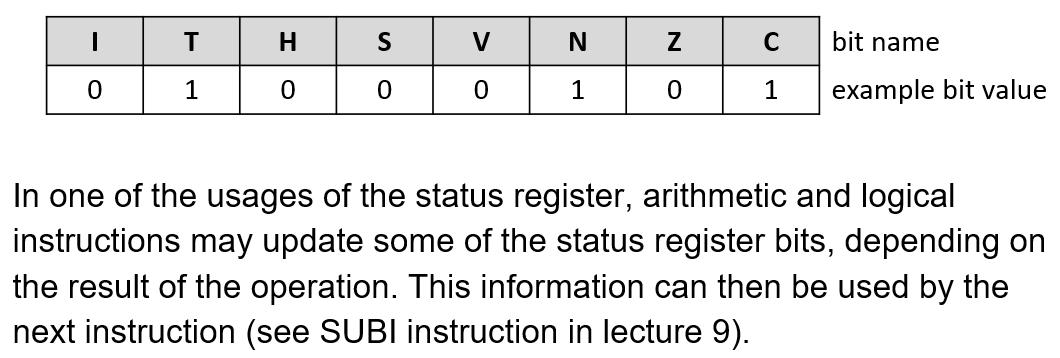 I T H S V N Z C bit name
0 1 0 0 0 1 0 1 example bit value
In one of the usages of the status register, arithmetic and logical
instructions may update some of the status register bits, depending on
the result of the operation. This information can then be used by the
next instruction (see SUBI instruction in lecture 9).